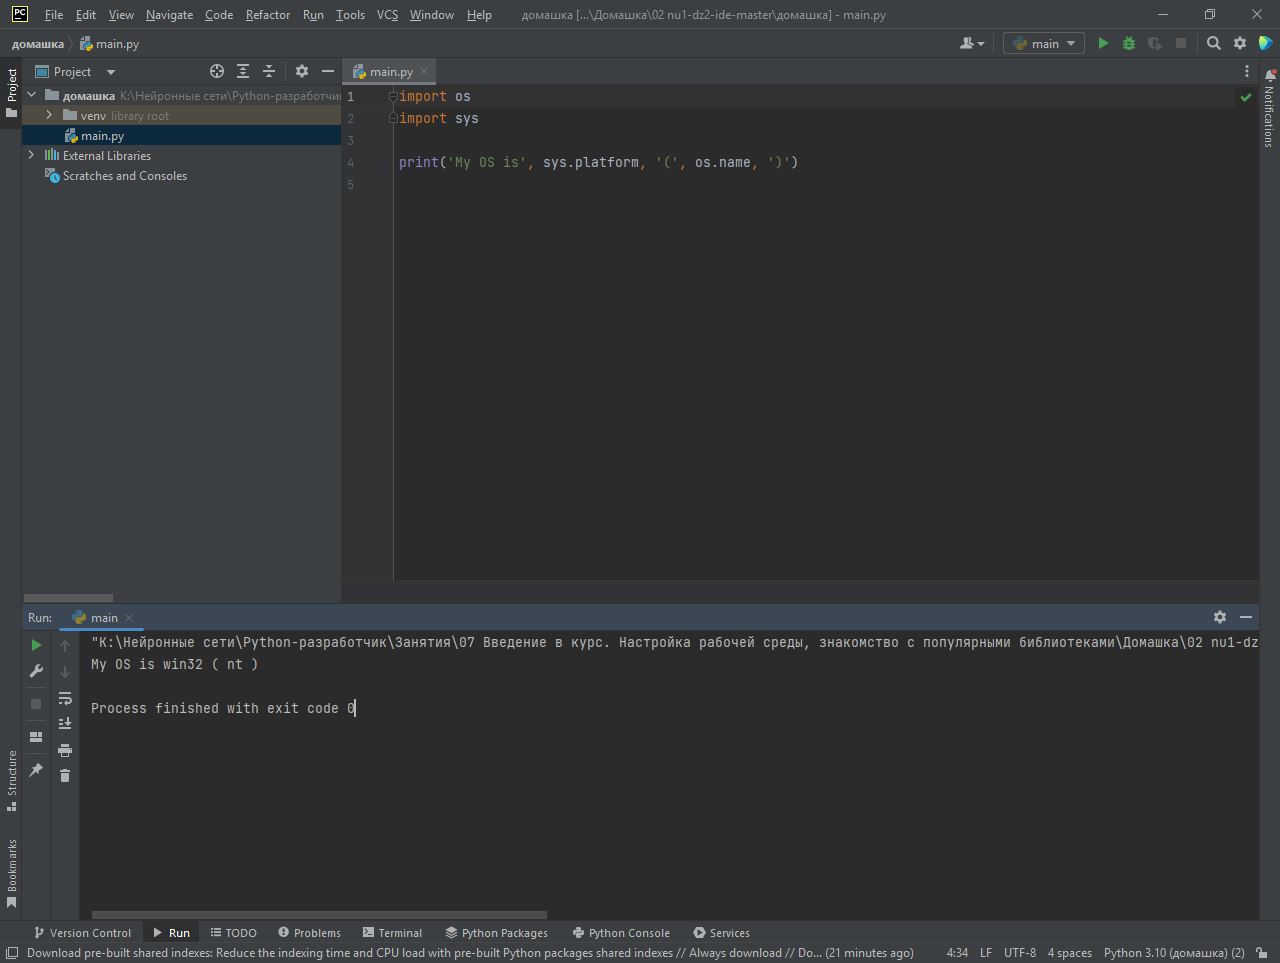 PC File Edit View Navigate Code Refactor Run Tools VCS Window Help домашка [...\Домашка\02 nu1-dz2-ide-master\домашка] - main.py
домашка main.py main
Project
main.py
домашка K:\Нейронные сети\Python-разработчи
venv library root
main.py
External Libraries
Scratches and Consoles
1 import os
2 import sys
3
4 print('My OS is', sys.platform, '(', os.name, ')')
5
Project
Notifications
Structure
Bookmarks
Run: main
"K:\Нейронные сети\Python-разработчик\Занятия\07 Введение в курс. Настройка рабочей среды, знакомство с популярными библиотеками\Домашка\02 nu1-dz
My OS is win32 ( nt )
Process finished with exit code 0
Version Control Run TODO Problems Terminal Python Packages Python Console Services
Download pre-built shared indexes: Reduce the indexing time and CPU load with pre-built Python packages shared indexes // Always download // Do... (21 minutes ago) 4:34 LF UTF-8 4 spaces Python 3.10 (домашка) (2)